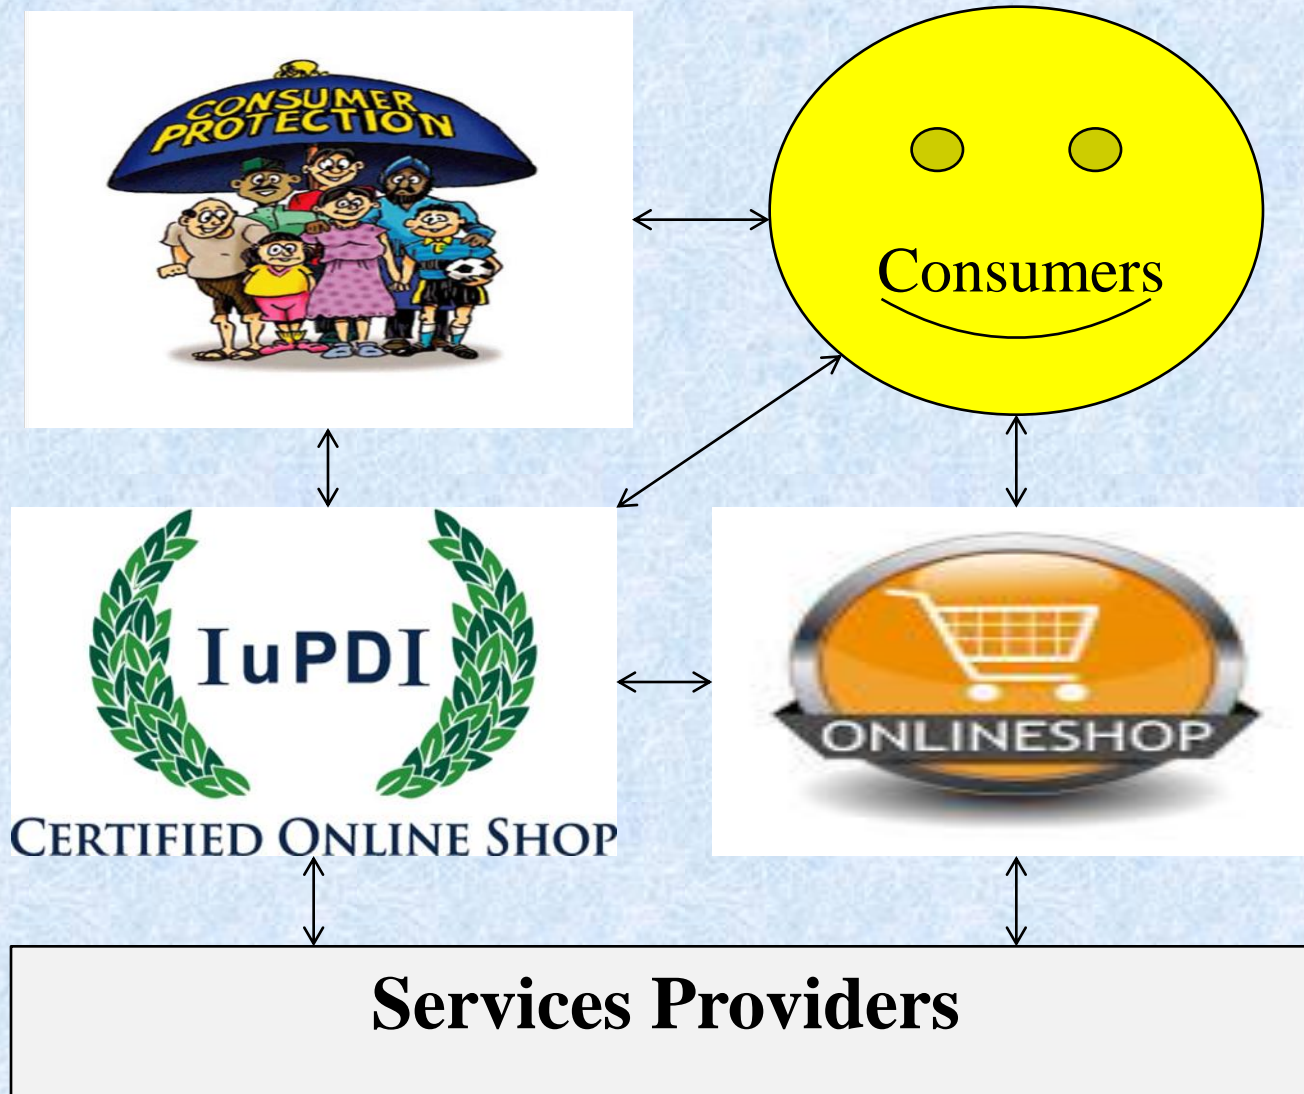 CONSUMER
PROTECTION
Consumers
IuPDI
CERTIFIED ONLINE SHOP
ONLINESHOP
Services Providers